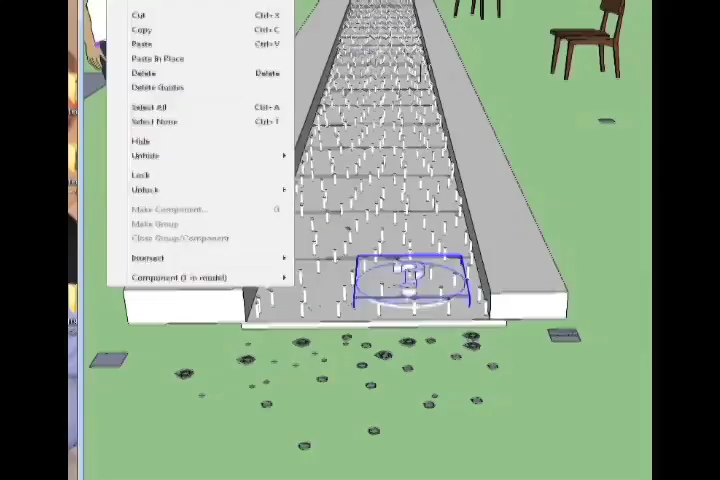 Cut Ctrl+X
Copy Ctrl+C
Paste Ctrl+V
Paste In Place
Delete Delete
Delete Guides
Select All Ctrl+A
Select None Ctrl+T
Hide
Unhide
Lock
Unlock
Make Component... G
Make Group
Close Group/Component
Intersect
Component (1 in model)